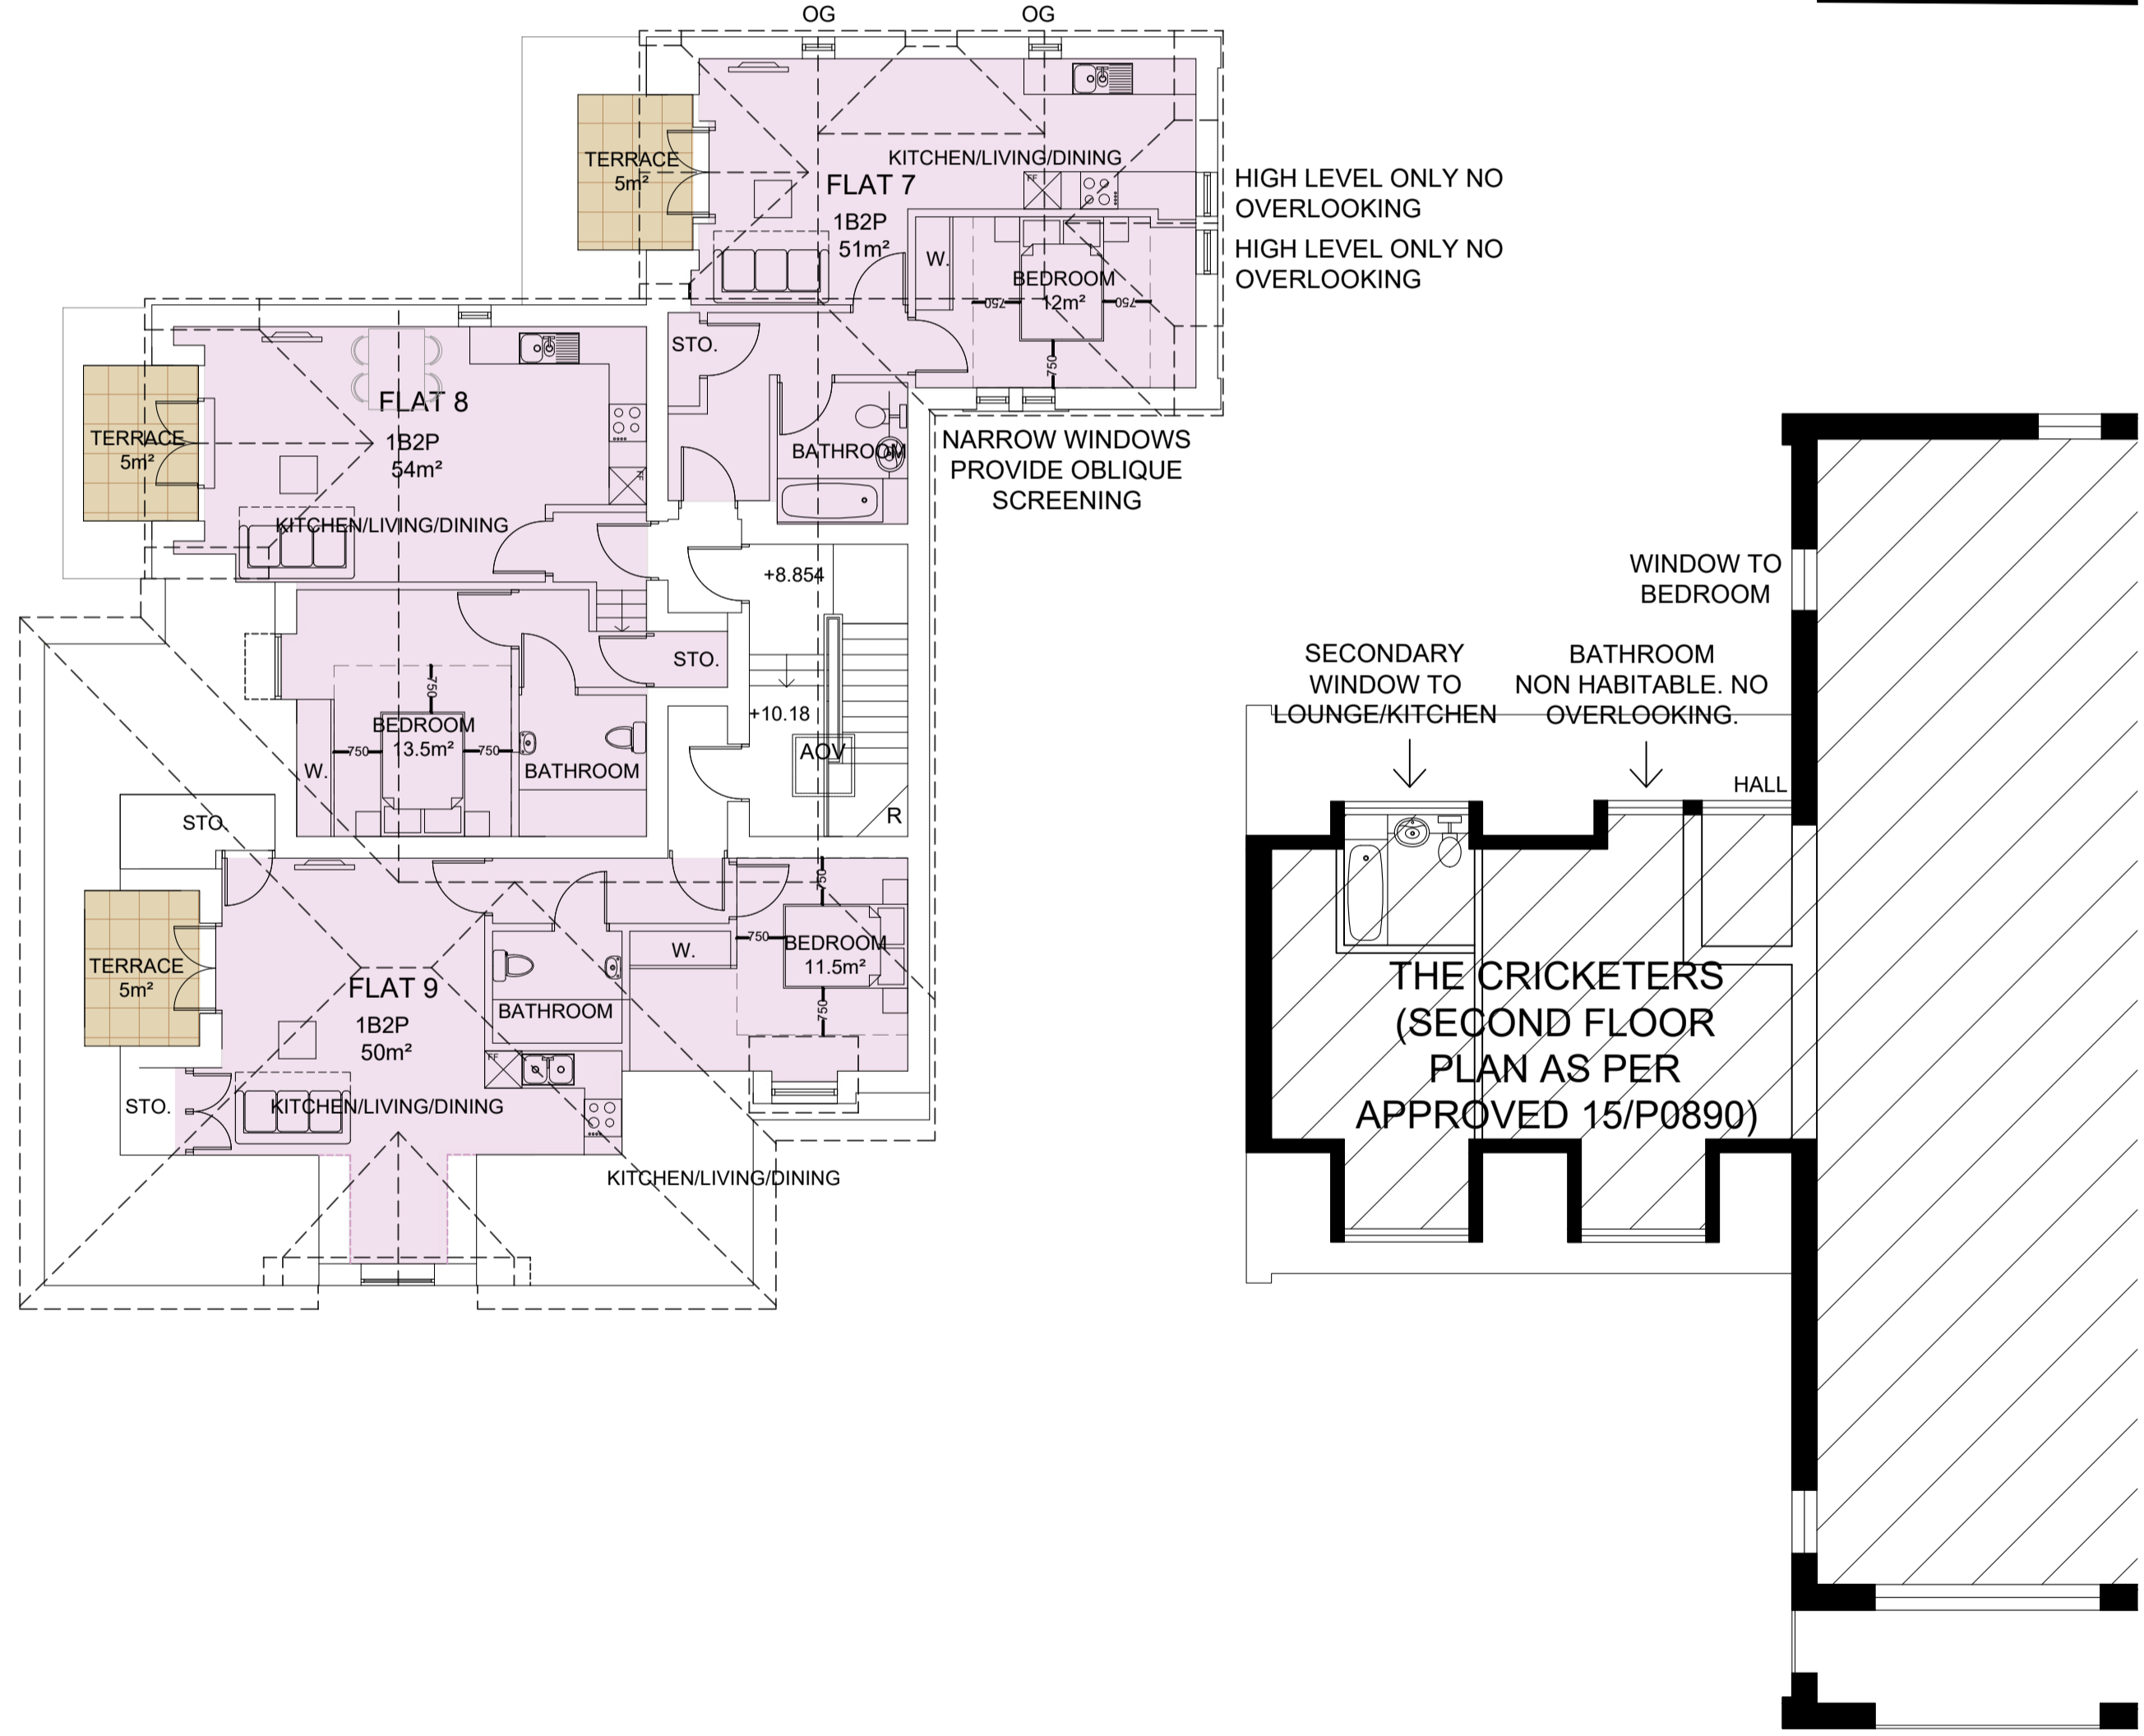 OG
OG
TERRACE
5m²
KITCHEN/LIVING/DINING
FLAT 7
1B2P
51m²
FF
W.
BEDROOM
12m²
750
750
750
HIGH LEVEL ONLY NO
OVERLOOKING
HIGH LEVEL ONLY NO
OVERLOOKING
STO.
BATHROOM
NARROW WINDOWS
PROVIDE OBLIQUE
SCREENING
TERRACE
5m²
FLAT 8
1B2P
54m²
FF
KITCHEN/LIVING/DINING
+8.854
STO.
+10.18
AOV
R
750
BEDROOM
13.5m²
750
750
W.
BATHROOM
STO.
TERRACE
5m²
FLAT 9
1B2P
50m²
BATHROOM
W.
750
750
BEDROOM
11.5m²
750
FF
STO.
KITCHEN/LIVING/DINING
KITCHEN/LIVING/DINING
WINDOW TO
BEDROOM
SECONDARY
WINDOW TO
LOUNGE/KITCHEN
BATHROOM
NON HABITABLE. NO
OVERLOOKING.
HALL
THE CRICKETERS
(SECOND FLOOR
PLAN AS PER
APPROVED 15/P0890)